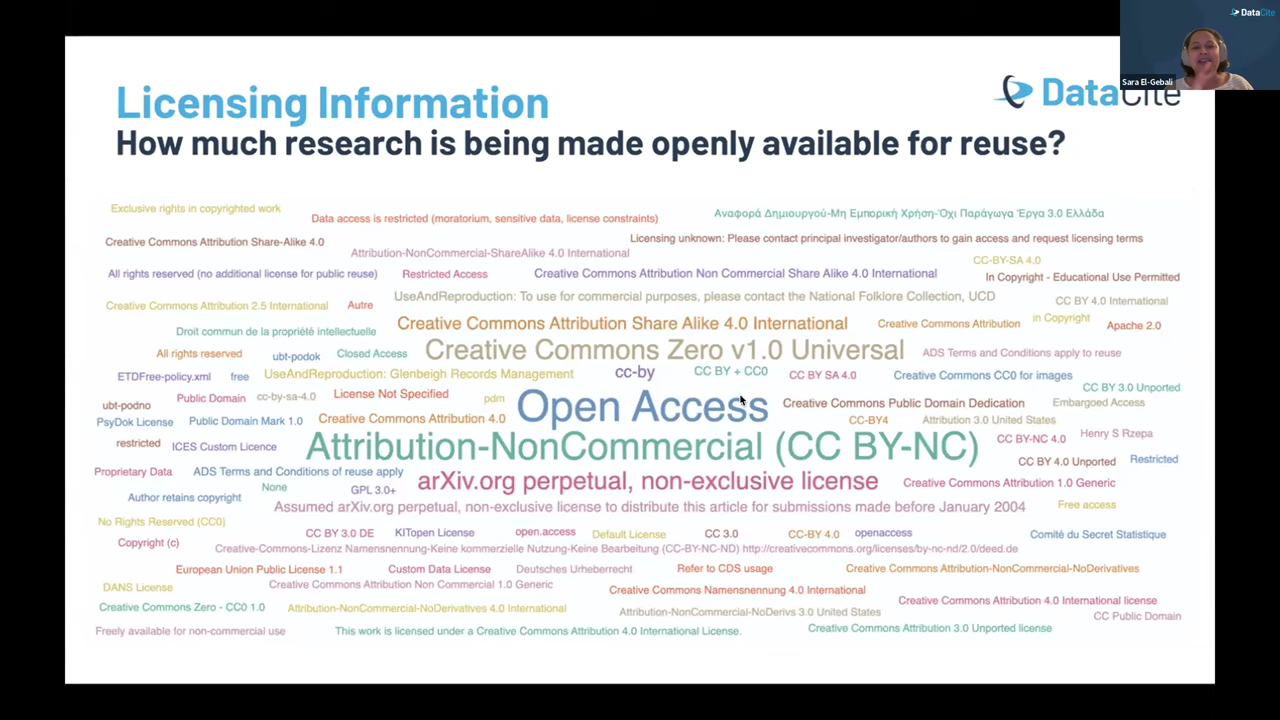 DataCite
Sara El-Gebali
Licensing Information
DataCite
How much research is being made openly available for reuse?
Exclusive rights in copyrighted work
Data access is restricted (moratorium, sensitive data, license constraints)
Αναφορά Δημιουργού-Μη Εμπορική Χρήση-Όχι Παράγωγα Έργα 3.0 Ελλάδα
Creative Commons Attribution Share-Alike 4.0
Attribution-NonCommercial-ShareAlike 4.0 International
Licensing unknown: Please contact principal investigator/authors to gain access and request licensing terms
CC-BY-SA 4.0
All rights reserved (no additional license for public reuse)
Restricted Access
Creative Commons Attribution Non Commercial Share Alike 4.0 International
In Copyright - Educational Use Permitted
Creative Commons Attribution 2.5 International
Autre
UseAndReproduction: To use for commercial purposes, please contact the National Folklore Collection, UCD
CC BY 4.0 International
Droit commun de la propriété intellectuelle
Creative Commons Attribution Share Alike 4.0 International
Creative Commons Attribution
in Copyright
Apache 2.0
All rights reserved
ubt-podok
Closed Access
Creative Commons Zero v1.0 Universal
ADS Terms and Conditions apply to reuse
ETDFree-policy.xml
free
UseAndReproduction: Glenbeigh Records Management
cc-by
CC BY + CC0
CC BY SA 4.0
Creative Commons CC0 for images
CC BY 3.0 Unported
ubt-podno
Public Domain
cc-by-sa-4.0
License Not Specified
pdm
Open Access
Creative Commons Public Domain Dedication
Embargoed Access
PsyDok License
Public Domain Mark 1.0
Creative Commons Attribution 4.0
CC-BY4
Attribution 3.0 United States
restricted
ICES Custom Licence
Attribution-NonCommercial (CC BY-NC)
CC BY-NC 4.0
Henry S Rzepa
Proprietary Data
ADS Terms and Conditions of reuse apply
CC BY 4.0 Unported
Restricted
None
GPL 3.0+
arXiv.org perpetual, non-exclusive license
Creative Commons Attribution 1.0 Generic
Author retains copyright
Assumed arXiv.org perpetual, non-exclusive license to distribute this article for submissions made before January 2004
Free access
No Rights Reserved (CC0)
CC BY 3.0 DE
KITopen License
open.access
Default License
CC 3.0
CC-BY 4.0
openaccess
Comité du Secret Statistique
Copyright (c)
Creative-Commons-Lizenz Namensnennung-Keine kommerzielle Nutzung-Keine Bearbeitung (CC-BY-NC-ND) http://creativecommons.org/licenses/by-nc-nd/2.0/deed.de
European Union Public License 1.1
Custom Data License
Deutsches Urheberrecht
Refer to CDS usage
Creative Commons Attribution-NonCommercial-NoDerivatives
DANS License
Creative Commons Attribution Non Commercial 1.0 Generic
Creative Commons Namensnennung 4.0 International
Creative Commons Zero - CC0 1.0
Attribution-NonCommercial-NoDerivatives 4.0 International
Attribution-NonCommercial-NoDerivs 3.0 United States
Creative Commons Attribution 4.0 International license
CC Public Domain
Freely available for non-commercial use
This work is licensed under a Creative Commons Attribution 4.0 International License.
Creative Commons Attribution 3.0 Unported license